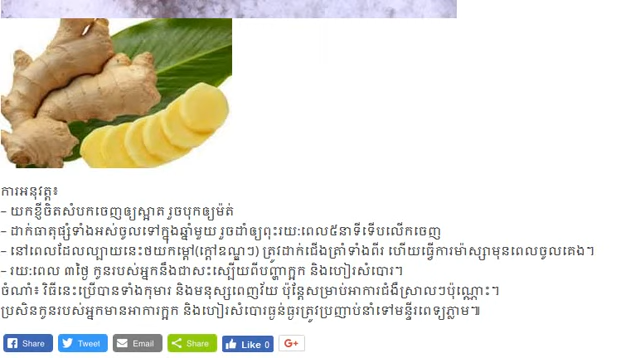 ការអនុវត្ត៖
– យកខ្ញីចិតសំបកចេញឲ្យស្អាត រួចបុកឲ្យម៉ត់
– ដាក់ធាតុផ្សំទាំងអស់ចូលទៅក្នុងឆ្នាំមួយ រួចដាំឲ្យពុះរយៈពេល៥នាទីទើបលើកចេញ
– នៅពេលដែលល្បាយនេះថយកម្តៅ(ក្តៅឧណ្ហៗ) ត្រូវដាក់ជើងត្រាំទាំងពីរ ហើយធ្វើការម៉ាស្សាមុនពេលចូលគេង។
– រយៈពេល ៣ថ្ងៃ កូនរបស់អ្នកនឹងជាសះស្បើយពីបញ្ហាក្អក និងហៀរសំបោរ។
ចំណាំ៖ វិធីនេះប្រើបានទាំងកុមារ និងមនុស្សពេញវ័យ ប៉ុន្តែសម្រាប់អាការជំងឺស្រាលៗប៉ុណ្ណោះ។
ប្រសិនកូនរបស់អ្នកមានអាការក្អក និងហៀរសំបោរធ្ងន់ធ្ងរត្រូវប្រញាប់នាំទៅមន្ទីរពេទ្យភ្លាម៕
Share Tweet Email Share Like 0 G+